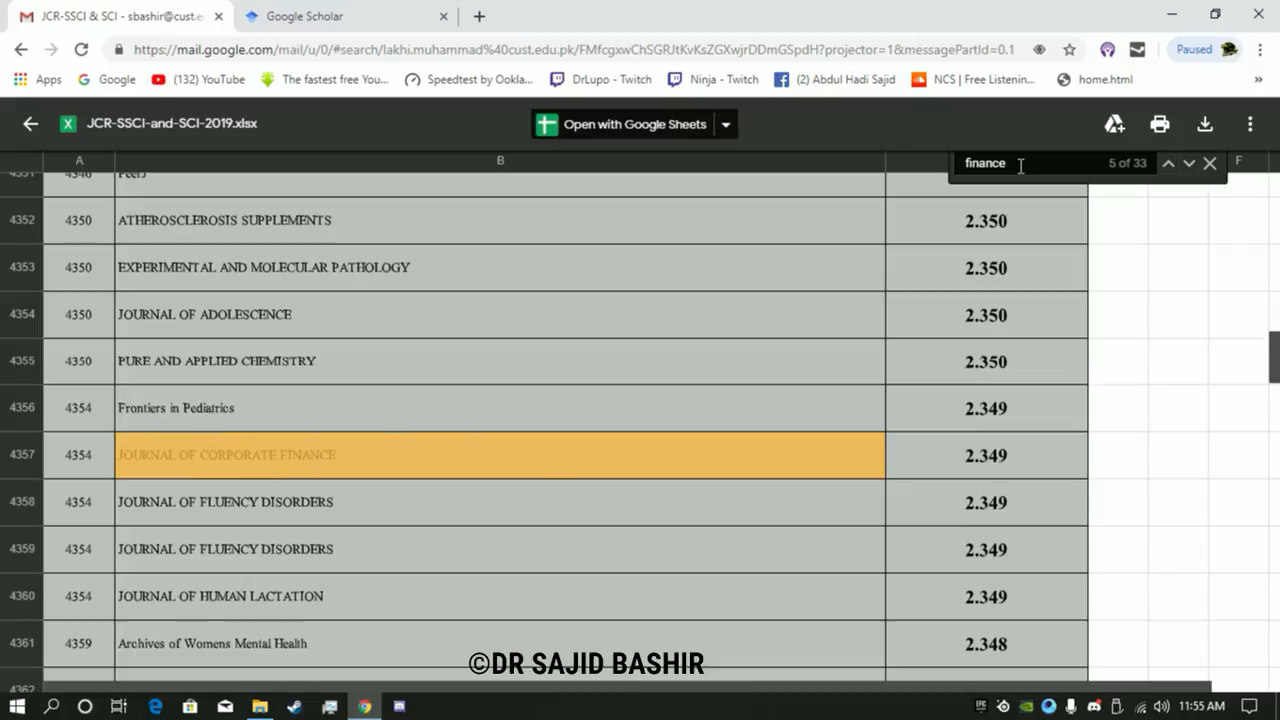 JCR-SSCI & SCI - sbashir@cust.e
Google Scholar
https://mail.google.com/mail/u/0/#search/lakhi.muhammad%40cust.edu.pk/FMfcgxwChSGRJtKvKsZGXwjrDDmGSpdH?projector=1&messagePartId=0.1
Paused
Apps Google (132) YouTube The fastest free You... Speedtest by Ookla... DrLupo - Twitch Ninja - Twitch (2) Abdul Hadi Sajid NCS | Free Listenin... home.html »
JCR-SSCI-and-SCI-2019.xlsx
Open with Google Sheets
A B F
finance 5 of 33
4351 4346 PeerJ
4352 4350 ATHEROSCLEROSIS SUPPLEMENTS 2.350
4353 4350 EXPERIMENTAL AND MOLECULAR PATHOLOGY 2.350
4354 4350 JOURNAL OF ADOLESCENCE 2.350
4355 4350 PURE AND APPLIED CHEMISTRY 2.350
4356 4354 Frontiers in Pediatrics 2.349
4357 4354 JOURNAL OF CORPORATE FINANCE 2.349
4358 4354 JOURNAL OF FLUENCY DISORDERS 2.349
4359 4354 JOURNAL OF FLUENCY DISORDERS 2.349
4360 4354 JOURNAL OF HUMAN LACTATION 2.349
4361 4359 Archives of Womens Mental Health 2.348
4362
©DR SAJID BASHIR
11:55 AM